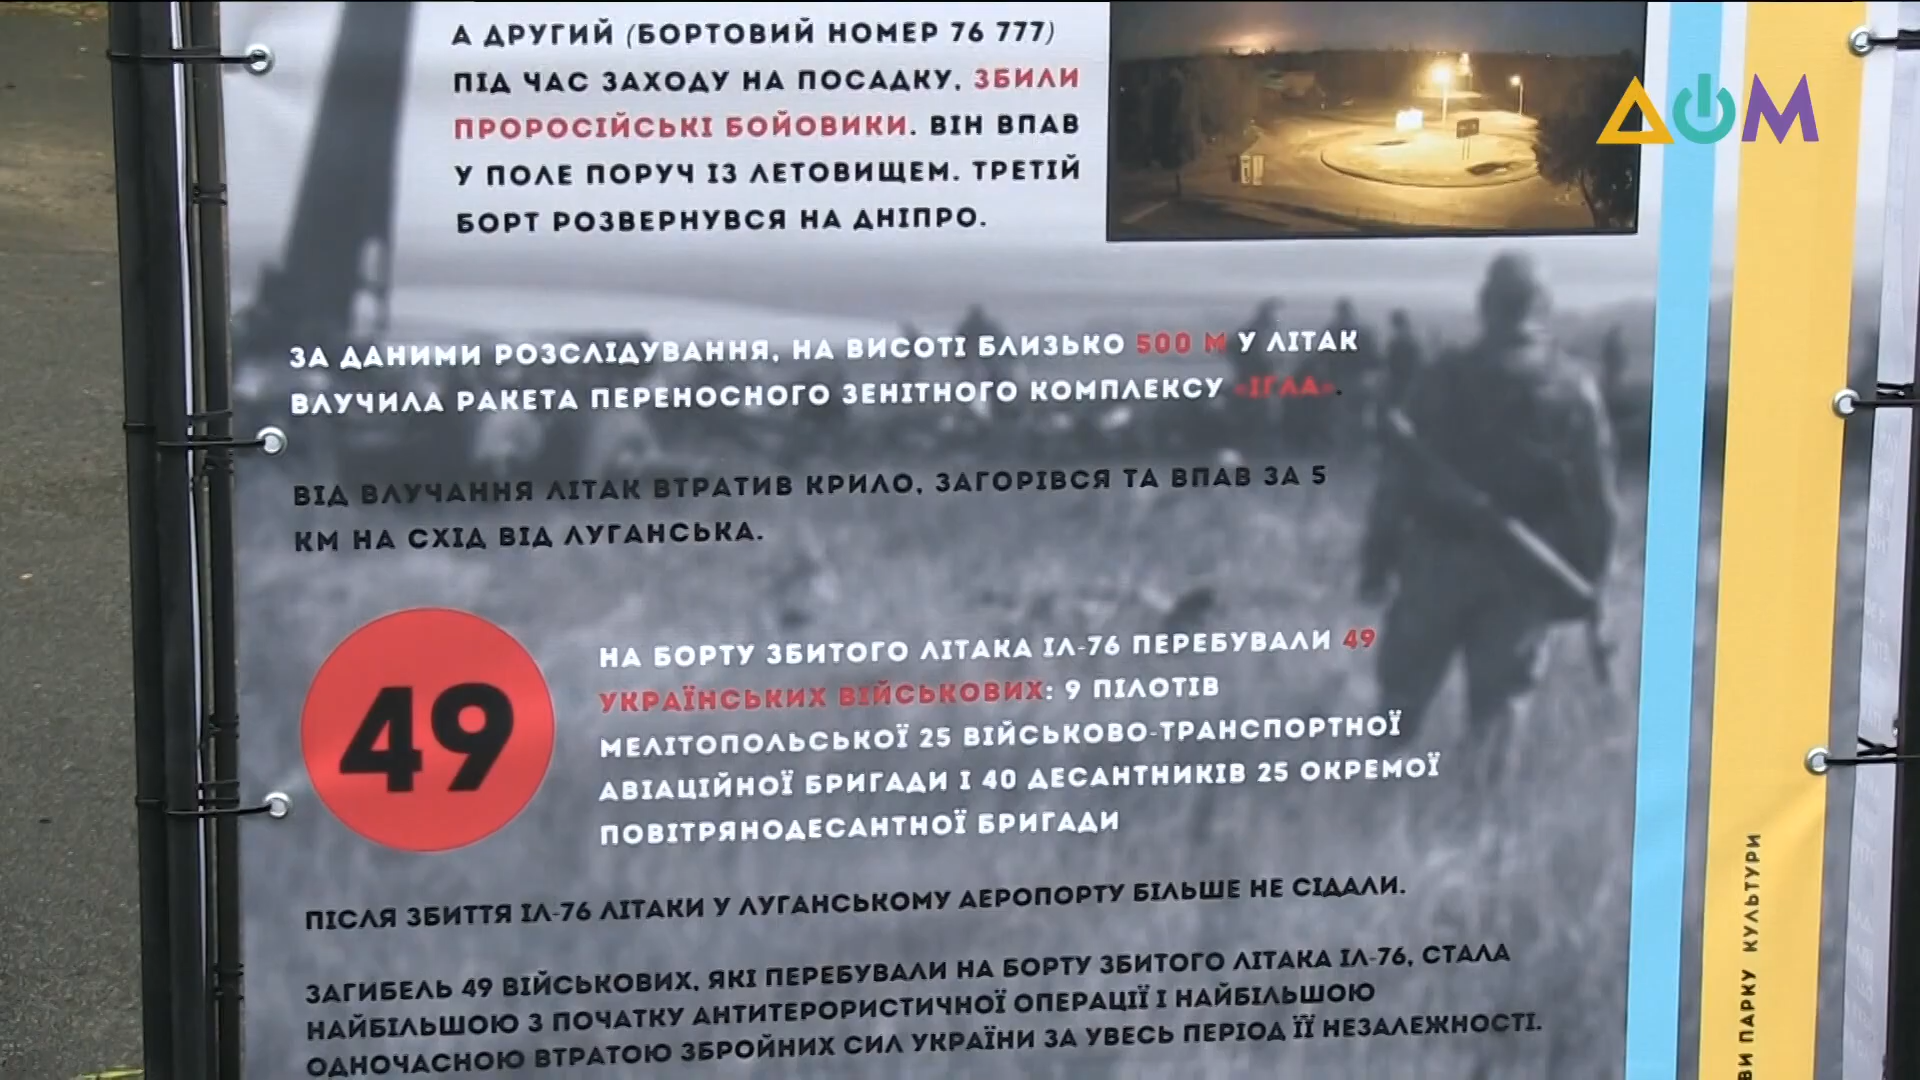 А ДРУГИЙ (БОРТОВИЙ НОМЕР 76 777)
ПІД ЧАС ЗАХОДУ НА ПОСАДКУ, ЗБИЛИ
ПРОРОСІЙСЬКІ БОЙОВИКИ. ВІН ВПАВ
У ПОЛЕ ПОРУЧ ІЗ ЛЕТОВИЩЕМ. ТРЕТІЙ
БОРТ РОЗВЕРНУВСЯ НА ДНІПРО.
ДОМ
ЗА ДАНИМИ РОЗСЛІДУВАННЯ, НА ВИСОТІ БЛИЗЬКО 500 М У ЛІТАК
ВЛУЧИЛА РАКЕТА ПЕРЕНОСНОГО ЗЕНІТНОГО КОМПЛЕКСУ «ІГЛА».
ВІД ВЛУЧАННЯ ЛІТАК ВТРАТИВ КРИЛО, ЗАГОРІВСЯ ТА ВПАВ ЗА 5
КМ НА СХІД ВІД ЛУГАНСЬКА.
49
НА БОРТУ ЗБИТОГО ЛІТАКА ІЛ-76 ПЕРЕБУВАЛИ 49
УКРАЇНСЬКИХ ВІЙСЬКОВИХ: 9 ПІЛОТІВ
МЕЛІТОПОЛЬСЬКОЇ 25 ВІЙСЬКОВО-ТРАНСПОРТНОЇ
АВІАЦІЙНОЇ БРИГАДИ І 40 ДЕСАНТНИКІВ 25 ОКРЕМОЇ
ПОВІТРЯНОДЕСАНТНОЇ БРИГАДИ
ПІСЛЯ ЗБИТТЯ ІЛ-76 ЛІТАКИ У ЛУГАНСЬКОМУ АЕРОПОРТУ БІЛЬШЕ НЕ СІДАЛИ.
ЗАГИБЕЛЬ 49 ВІЙСЬКОВИХ, ЯКІ ПЕРЕБУВАЛИ НА БОРТУ ЗБИТОГО ЛІТАКА ІЛ-76, СТАЛА
НАЙБІЛЬШОЮ З ПОЧАТКУ АНТИТЕРОРИСТИЧНОЇ ОПЕРАЦІЇ І НАЙБІЛЬШОЮ
ОДНОЧАСНОЮ ВТРАТОЮ ЗБРОЙНИХ СИЛ УКРАЇНИ ЗА УВЕСЬ ПЕРІОД ЇЇ НЕЗАЛЕЖНОСТІ.
ПАРКУ КУЛЬТУРИ